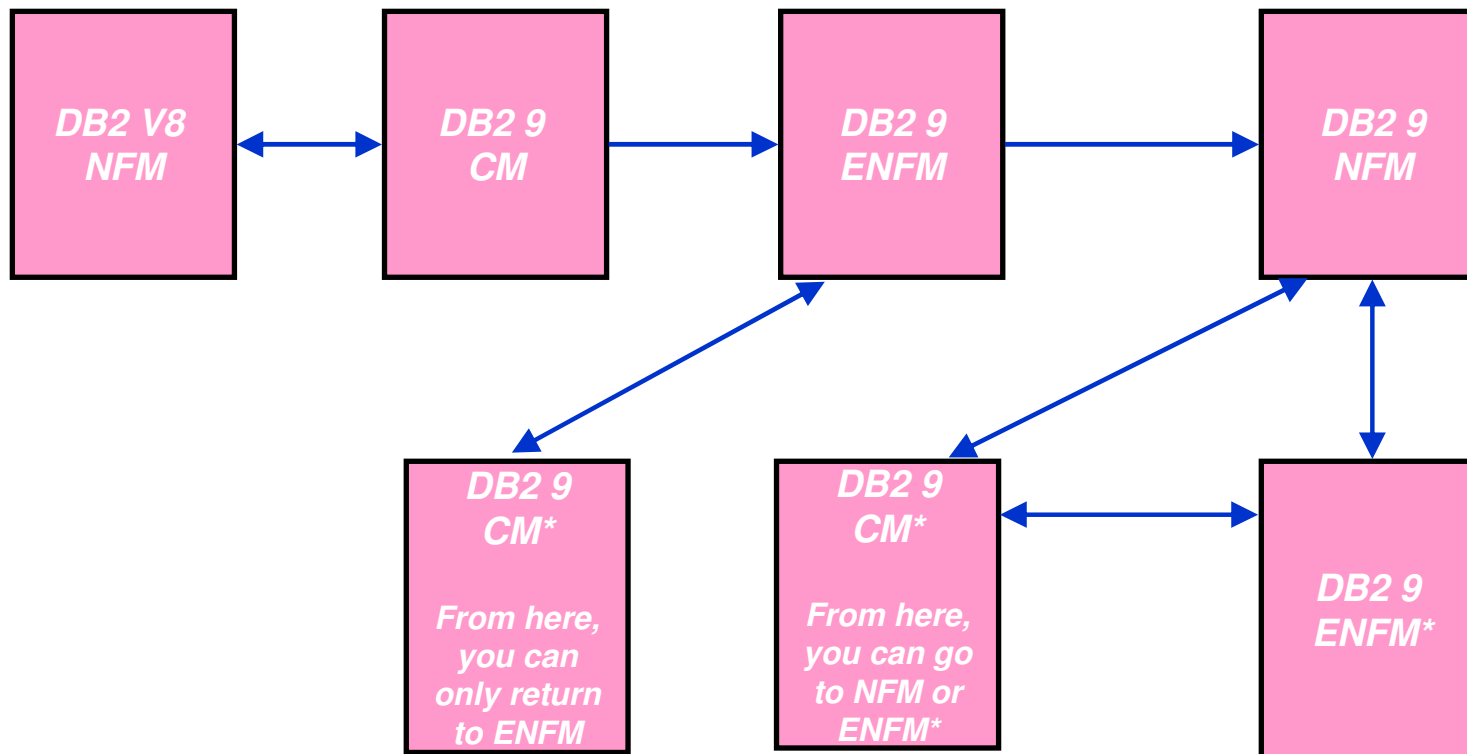 DB2 V8
NFM
DB2 9
CM
DB2 9
ENFM
DB2 9
NFM
DB2 9
CM*
From here,
you can
only return
to ENFM
DB2 9
CM*
From here,
you can go
to NFM or
ENFM*
DB2 9
ENFM*